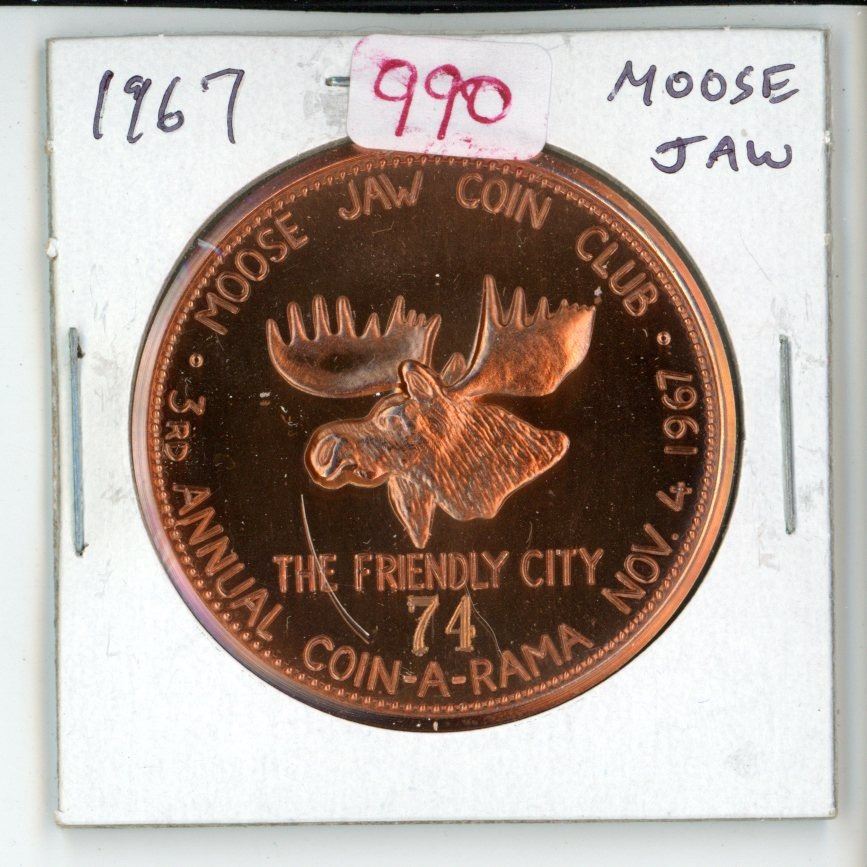 1967
990
MOOSE
JAW
MOOSE JAW COIN CLUB
• 3RD ANNUAL COIN-A-RAMA NOV. 4 1967 •
THE FRIENDLY CITY
74